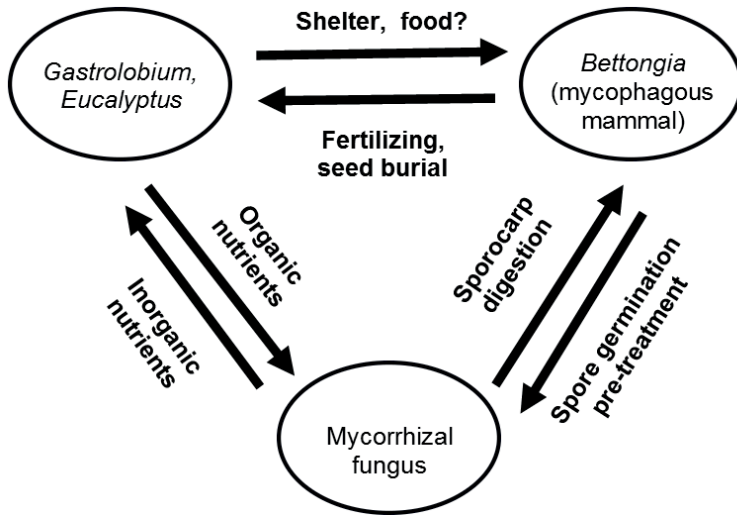 Shelter, food?
Gastrolobium,
Eucalyptus
Bettongia
(mycophagous
mammal)
Fertilizing,
seed burial
Organic
nutrients
Inorganic
nutrients
Sporocarp
digestion
Spore germination
pre-treatment
Mycorrhizal
fungus